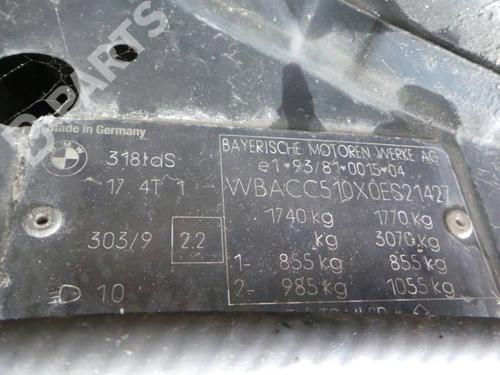 B-PARTS
Made in Germany
BMW
318tdS
17 4T 1
303/9 2.2
1.0
BAYERISCHE MOTOREN WERKE AG
e1*93/81*0015*04
WBACC510X0ES21427
1740 kg 1770 kg
kg 3070 kg
1- 855 kg 855 kg
2- 985 kg 1055 kg